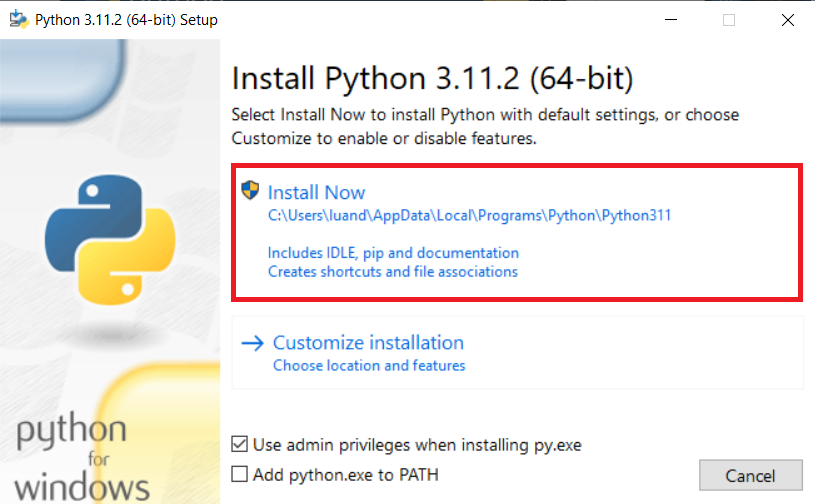 Python 3.11.2 (64-bit) Setup
Install Python 3.11.2 (64-bit)
Select Install Now to install Python with default settings, or choose
Customize to enable or disable features.
Install Now
C:\Users\luand\AppData\Local\Programs\Python\Python311
Includes IDLE, pip and documentation
Creates shortcuts and file associations
Customize installation
Choose location and features
python
for
windows
Use admin privileges when installing py.exe
Add python.exe to PATH
Cancel